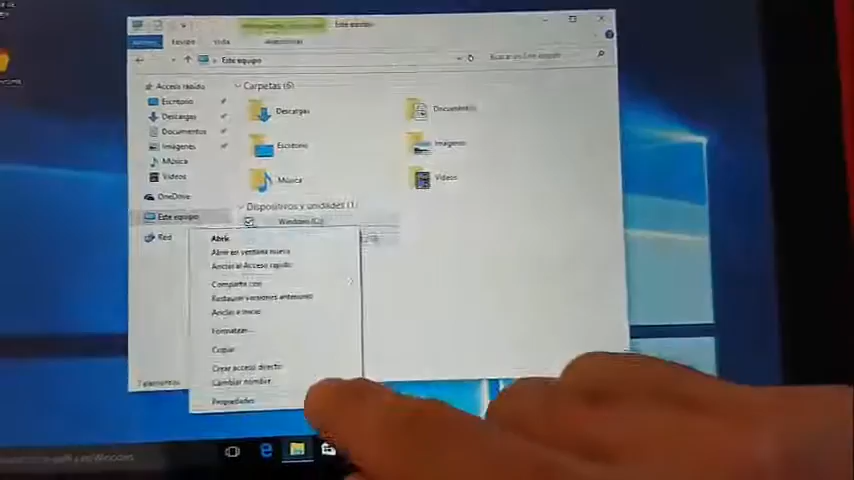 Este equipo
Equipo
Vista
Este equipo
Buscar en Este equipo
Acceso rápido
Escritorio
Descargas
Documentos
Imágenes
Música
Vídeos
OneDrive
Este equipo
Red
Carpetas (6)
Descargas
Documentos
Escritorio
Imágenes
Música
Vídeos
Dispositivos y unidades (1)
Windows (C:)
Abrir
Abrir en ventana nueva
Anclar al Acceso rápido
Compartir con
Restaurar versiones anteriores
Anclar a Inicio
Formatear...
Copiar
Crear acceso directo
Cambiar nombre
Propiedades
7 elementos